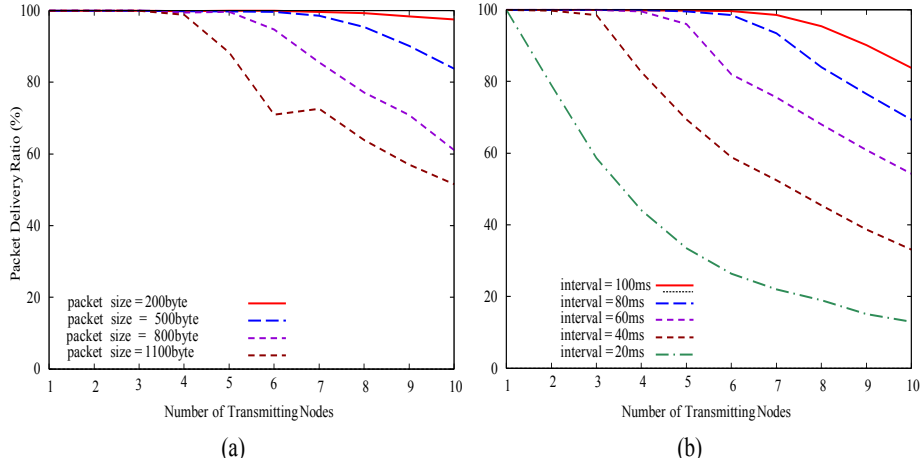 Packet Delivery Ratio (%)
100
80
60
40
20
0
packet size = 200byte
packet size = 500byte
packet size = 800byte
packet size = 1100byte
1 2 3 4 5 6 7 8 9 10
Number of Transmitting Nodes
(a)
100
80
60
40
20
0
interval = 100ms
interval = 80ms
interval = 60ms
interval = 40ms
interval = 20ms
1 2 3 4 5 6 7 8 9 10
Number of Transmitting Nodes
(b)